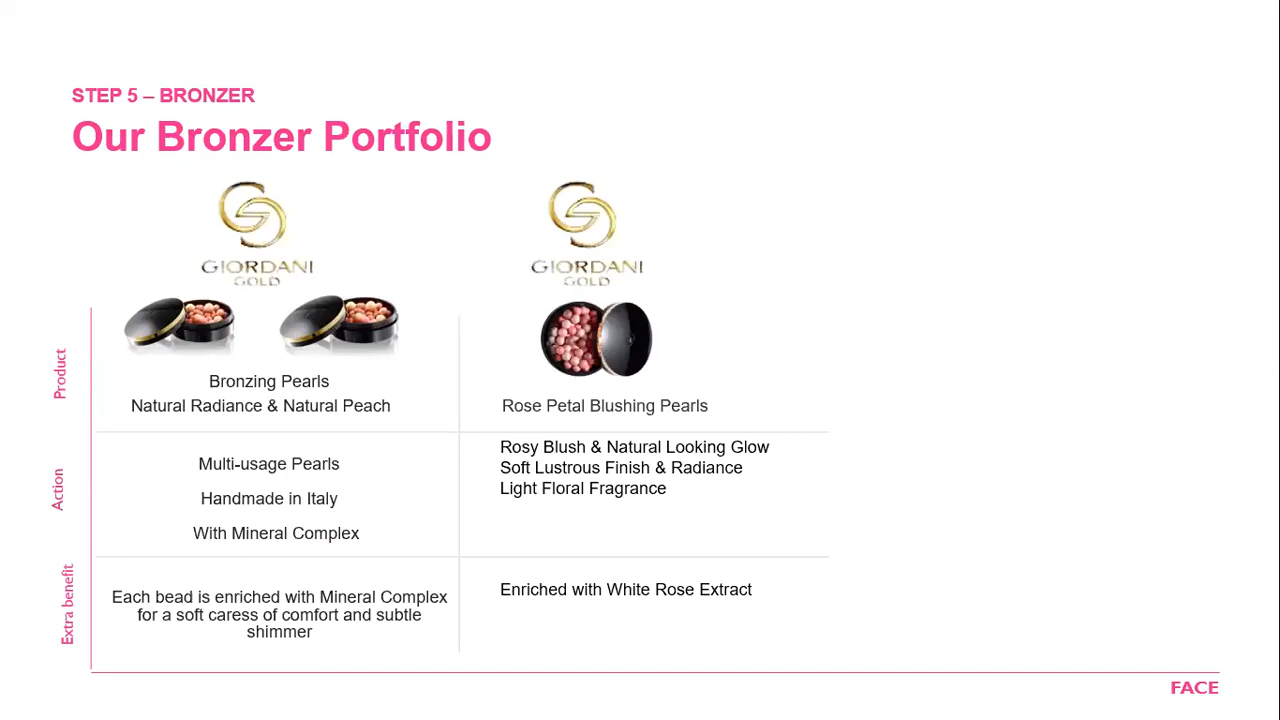 STEP 5 – BRONZER
Our Bronzer Portfolio
GIORDANI
GOLD
GIORDANI
GOLD
Product
Bronzing Pearls
Natural Radiance & Natural Peach
Rose Petal Blushing Pearls
Action
Multi-usage Pearls
Handmade in Italy
With Mineral Complex
Rosy Blush & Natural Looking Glow
Soft Lustrous Finish & Radiance
Light Floral Fragrance
Extra benefit
Each bead is enriched with Mineral Complex
for a soft caress of comfort and subtle
shimmer
Enriched with White Rose Extract
FACE